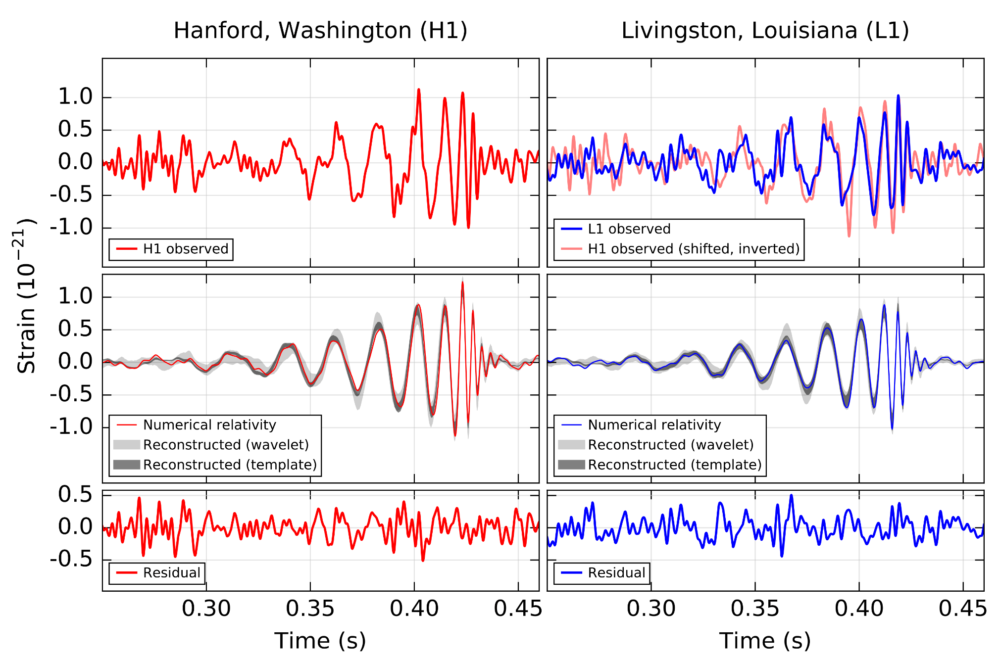 Hanford, Washington (H1)
Livingston, Louisiana (L1)
Strain (10⁻²¹)
1.0
0.5
0.0
-0.5
-1.0
H1 observed
L1 observed
H1 observed (shifted, inverted)
1.0
0.5
0.0
-0.5
-1.0
Numerical relativity
Reconstructed (wavelet)
Reconstructed (template)
Numerical relativity
Reconstructed (wavelet)
Reconstructed (template)
0.5
0.0
-0.5
Residual
Residual
0.30 0.35 0.40 0.45
0.30 0.35 0.40 0.45
Time (s)
Time (s)